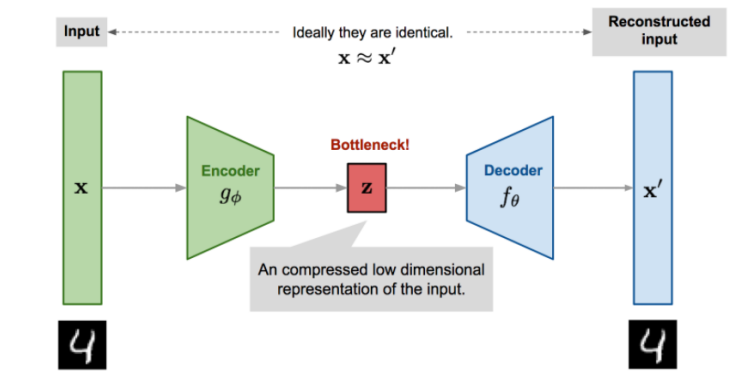 Input
Ideally they are identical.
Reconstructed
input
x ≈ x′
Bottleneck!
Encoder
Decoder
x
gϕ
z
fθ
x′
An compressed low dimensional
representation of the input.
4
4